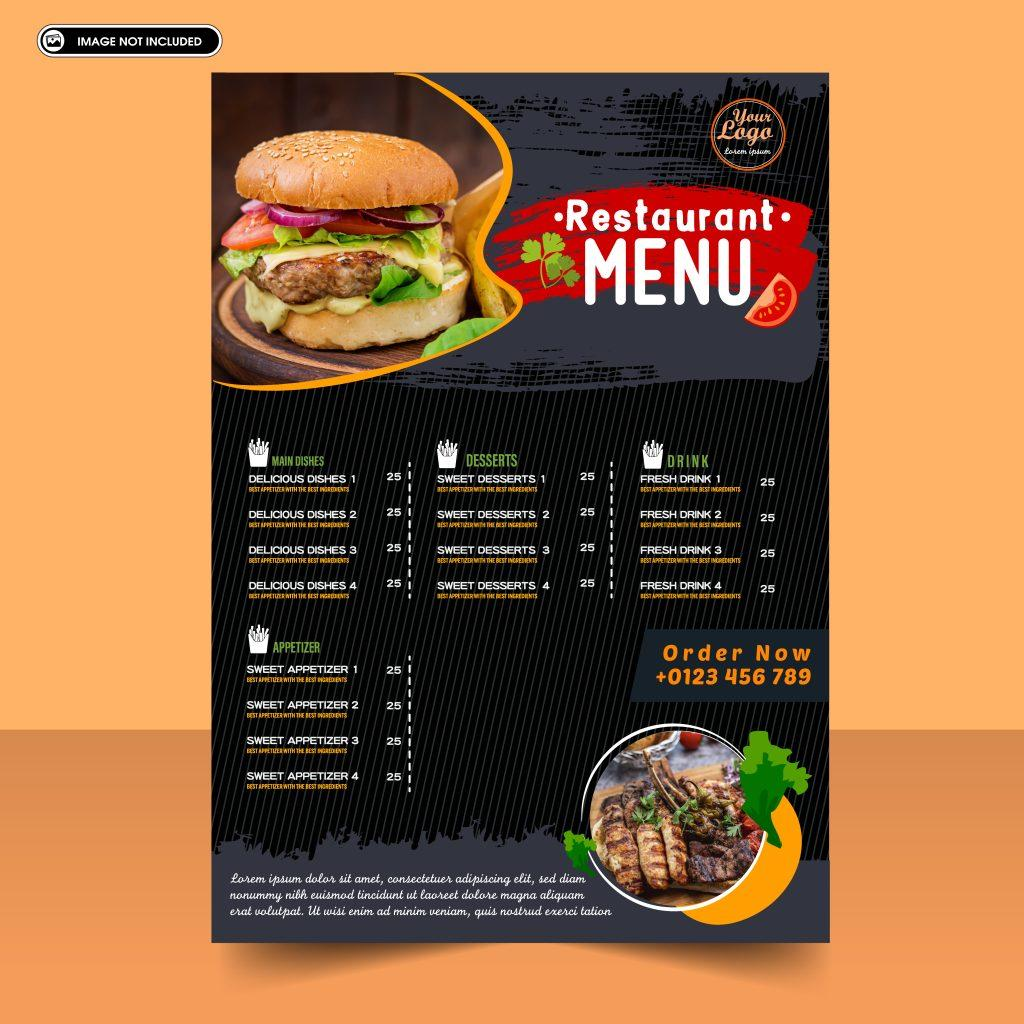 IMAGE NOT INCLUDED
Your
Logo
Lorem ipsum
•Restaurant•
MENU
MAIN DISHES
DELICIOUS DISHES 1 25
BEST APPETIZER WITH THE BEST INGREDIENTS
DELICIOUS DISHES 2 25
BEST APPETIZER WITH THE BEST INGREDIENTS
DELICIOUS DISHES 3 25
BEST APPETIZER WITH THE BEST INGREDIENTS
DELICIOUS DISHES 4 25
BEST APPETIZER WITH THE BEST INGREDIENTS
DESSERTS
SWEET DESSERTS 1 25
BEST APPETIZER WITH THE BEST INGREDIENTS
SWEET DESSERTS 2 25
BEST APPETIZER WITH THE BEST INGREDIENTS
SWEET DESSERTS 3 25
BEST APPETIZER WITH THE BEST INGREDIENTS
SWEET DESSERTS 4 25
BEST APPETIZER WITH THE BEST INGREDIENTS
DRINK
FRESH DRINK 1 25
BEST APPETIZER WITH THE BEST INGREDIENTS
FRESH DRINK 2 25
BEST APPETIZER WITH THE BEST INGREDIENTS
FRESH DRINK 3 25
BEST APPETIZER WITH THE BEST INGREDIENTS
FRESH DRINK 4 25
BEST APPETIZER WITH THE BEST INGREDIENTS
APPETIZER
SWEET APPETIZER 1 25
BEST APPETIZER WITH THE BEST INGREDIENTS
SWEET APPETIZER 2 25
BEST APPETIZER WITH THE BEST INGREDIENTS
SWEET APPETIZER 3 25
BEST APPETIZER WITH THE BEST INGREDIENTS
SWEET APPETIZER 4 25
BEST APPETIZER WITH THE BEST INGREDIENTS
Order Now
+0123 456 789
Lorem ipsum dolor sit amet, consectetuer adipiscing elit, sed diam
nonummy nibh euismod tincidunt ut laoreet dolore magna aliquam
erat volutpat. Ut wisi enim ad minim veniam, quis nostrud exerci tation